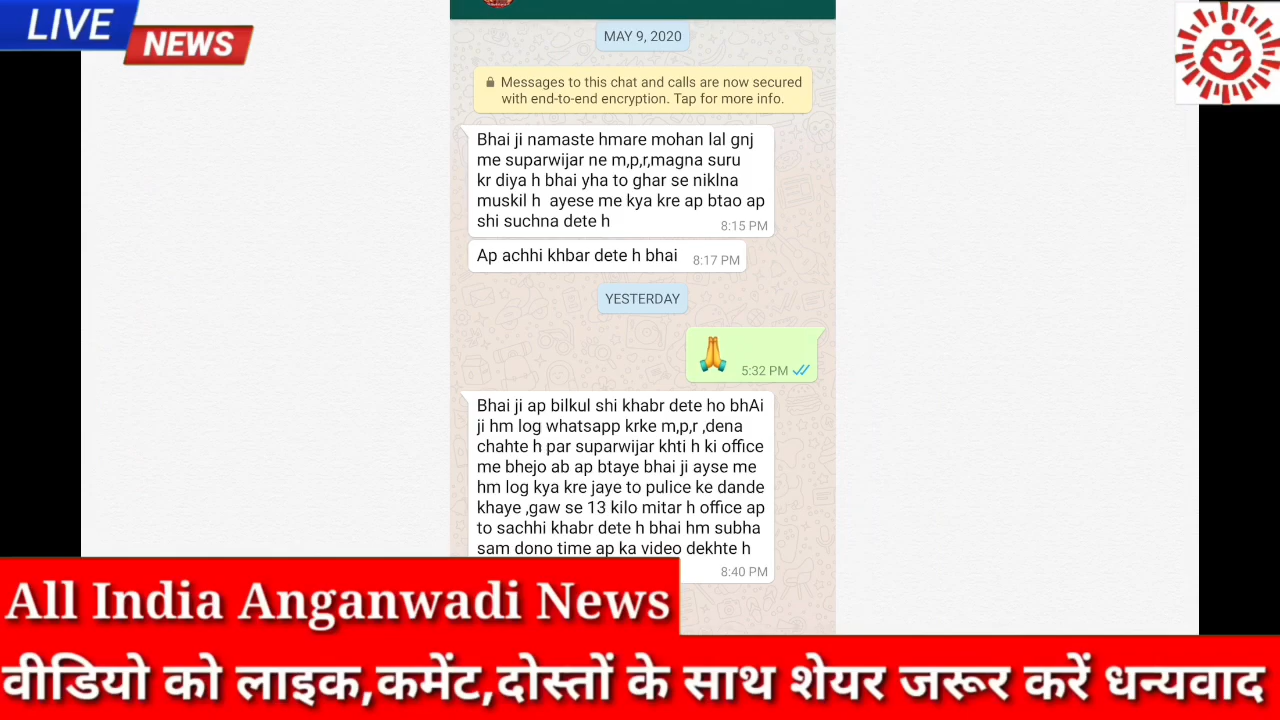 LIVE
NEWS
MAY 9, 2020
Messages to this chat and calls are now secured
with end-to-end encryption. Tap for more info.
Bhai ji namaste hmare mohan lal gnj
me suparwijar ne m,p,r,magna suru
kr diya h bhai yha to ghar se niklna
muskil h ayese me kya kre ap btao ap
shi suchna dete h
8:15 PM
Ap achhi khbar dete h bhai
8:17 PM
YESTERDAY
🙏
5:32 PM
Bhai ji ap bilkul shi khabr dete ho bhAi
ji hm log whatsapp krke m,p,r ,dena
chahte h par suparwijar khti h ki office
me bhejo ab ap btaye bhai ji ayse me
hm log kya kre jaye to pulice ke dande
khaye ,gaw se 13 kilo mitar h office ap
to sachhi khabr dete h bhai hm subha
sam dono time ap ka video dekhte h
8:40 PM
All India Anganwadi News
वीडियो को लाइक,कमेंट,दोस्तों के साथ शेयर जरूर करें धन्यवाद